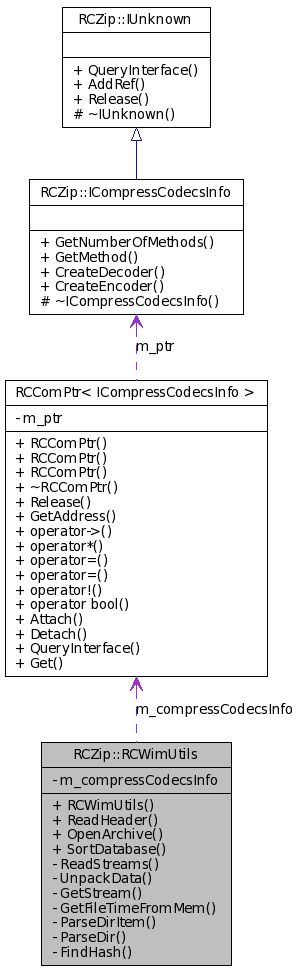 RCZip::IUnknown
+ QueryInterface()
+ AddRef()
+ Release()
# ~IUnknown()
RCZip::ICompressCodecsInfo
+ GetNumberOfMethods()
+ GetMethod()
+ CreateDecoder()
+ CreateEncoder()
# ~ICompressCodecsInfo()
m_ptr
RCComPtr< ICompressCodecsInfo >
- m_ptr
+ RCComPtr()
+ RCComPtr()
+ RCComPtr()
+ ~RCComPtr()
+ Release()
+ GetAddress()
+ operator->()
+ operator*()
+ operator=()
+ operator=()
+ operator!()
+ operator bool()
+ Attach()
+ Detach()
+ QueryInterface()
+ Get()
m_compressCodecsInfo
RCZip::RCWimUtils
- m_compressCodecsInfo
+ RCWimUtils()
+ ReadHeader()
+ OpenArchive()
+ SortDatabase()
- ReadStreams()
- UnpackData()
- GetStream()
- GetFileTimeFromMem()
- ParseDirItem()
- ParseDir()
- FindHash()